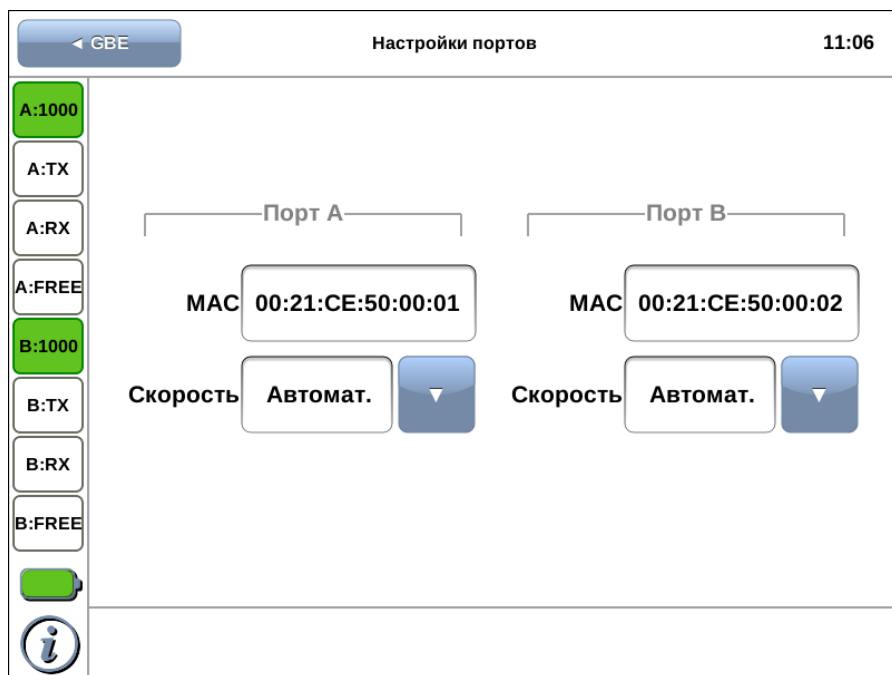 ◄ GBE
Настройки портов
11:06
A:1000
A:TX
A:RX
A:FREE
B:1000
B:TX
B:RX
B:FREE
i
Порт A
MAC 00:21:CE:50:00:01
Скорость Автомат. ▼
Порт B
MAC 00:21:CE:50:00:02
Скорость Автомат. ▼